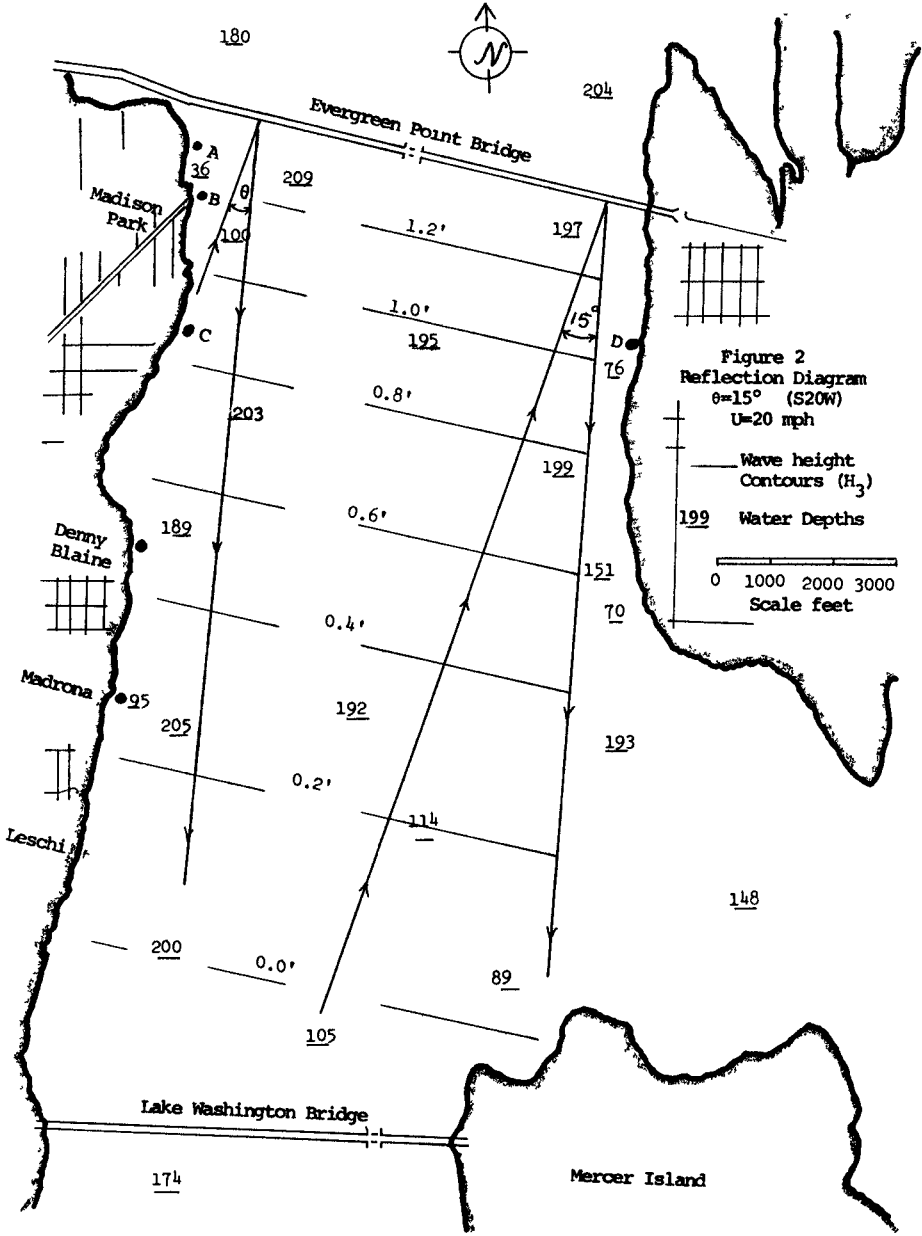 180
N
204
Evergreen Point Bridge
A
36
209
θ
B
Madison
Park
100
197
1.2'
1.0'
15°
C
195
D
76
Figure 2
Reflection Diagram
θ=15° (S20W)
U=20 mph
0.8'
203
199
Wave height
Contours (H₃)
0.6'
199 Water Depths
189
Denny
Blaine
151
0 1000 2000 3000
Scale feet
70
0.4'
Madrona
95
192
205
193
0.2'
114
Leschi
148
200
0.0'
89
105
Lake Washington Bridge
174
Mercer Island